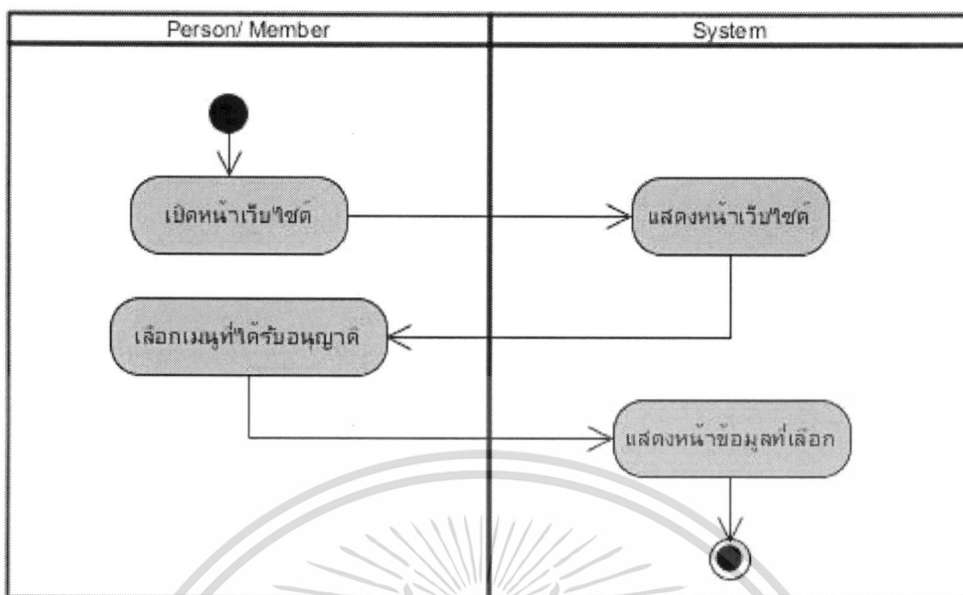 Person/ Member
System
เปิดหน้าเว็บไซต์
แสดงหน้าเว็บไซต์
เลือกเมนูที่ได้รับอนุญาติ
แสดงหน้าข้อมูลที่เลือก